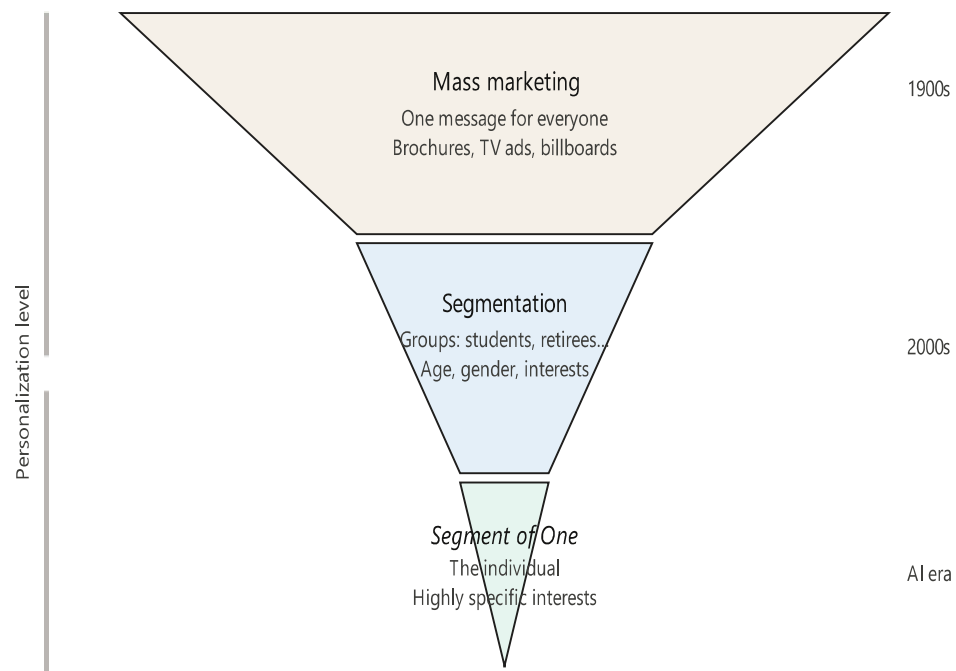 Mass marketing
One message for everyone
Brochures, TV ads, billboards
1900s
Segmentation
Groups: students, retirees...
Age, gender, interests
2000s
Personalization level
Segment of One
The individual
Highly specific interests
AI era